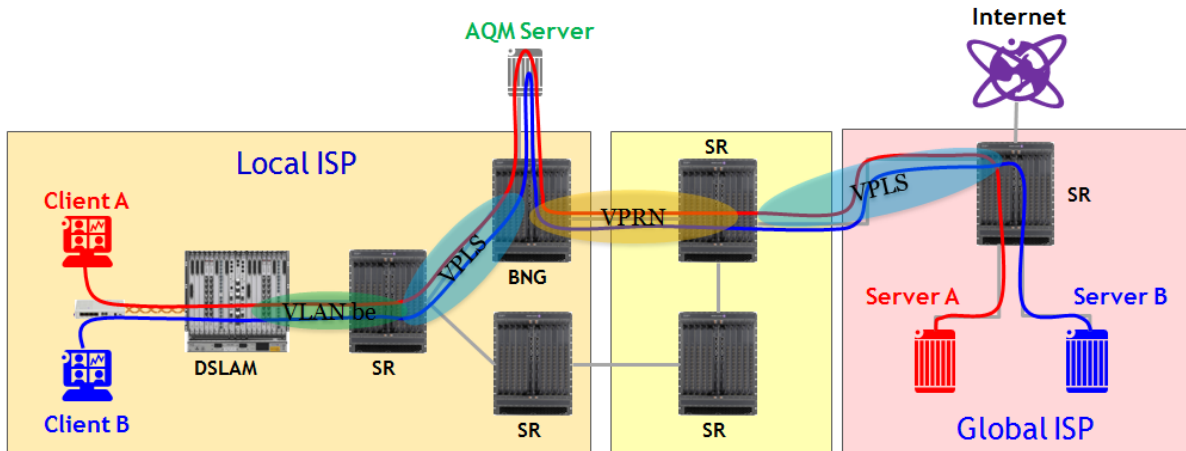 Internet
AQM Server
Local ISP
SR
Client A
VPLS
SR
VPRN
VPLS
BNG
Server A
Server B
VLAN be
DSLAM
SR
Client B
SR
SR
Global ISP